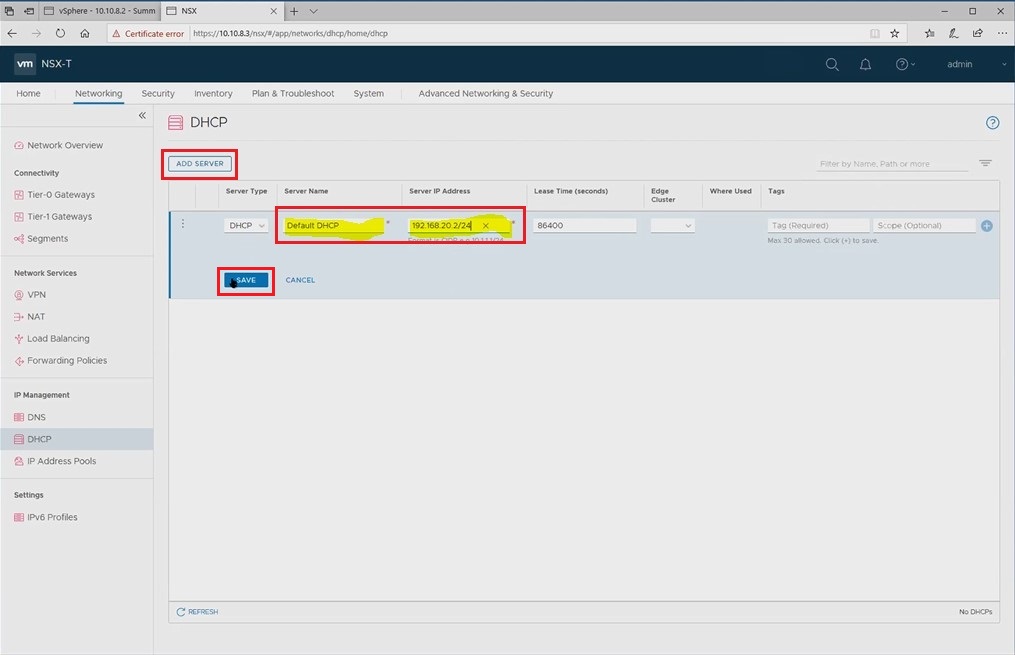 vSphere - 10.10.8.2 - Summ
NSX
Certificate error
https://10.10.8.3/nsx/#/app/networks/dhcp/home/dhcp
vm NSX-T
admin
Home Networking Security Inventory Plan & Troubleshoot System Advanced Networking & Security
DHCP
ADD SERVER
Filter by Name, Path or more
Server Type Server Name Server IP Address Lease Time (seconds) Edge Cluster Where Used Tags
DHCP Default DHCP * 192.168.20.2/24 * 86400 Tag (Required) Scope (Optional)
Format is CIDR e.g.
Max 30 allowed. Click (+) to save.
SAVE CANCEL
REFRESH
No DHCPs
Network Overview
Connectivity
Tier-0 Gateways
Tier-1 Gateways
Segments
Network Services
VPN
NAT
Load Balancing
Forwarding Policies
IP Management
DNS
DHCP
IP Address Pools
Settings
IPv6 Profiles